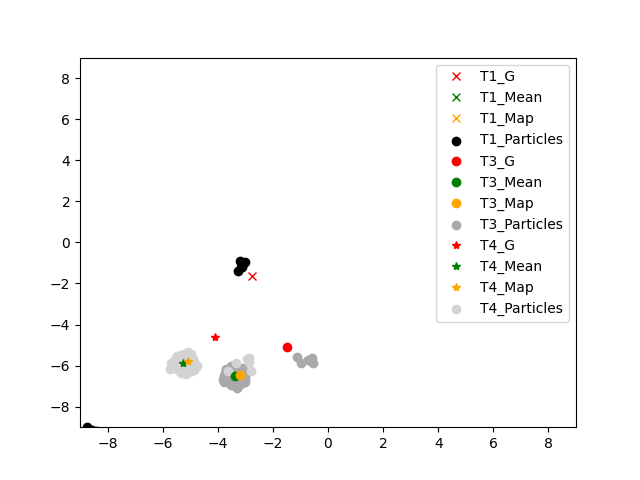 8
6
4
2
0
−2
−4
−6
−8
−8 −6 −4 −2 0 2 4 6 8
T1_G
T1_Mean
T1_Map
T1_Particles
T3_G
T3_Mean
T3_Map
T3_Particles
T4_G
T4_Mean
T4_Map
T4_Particles